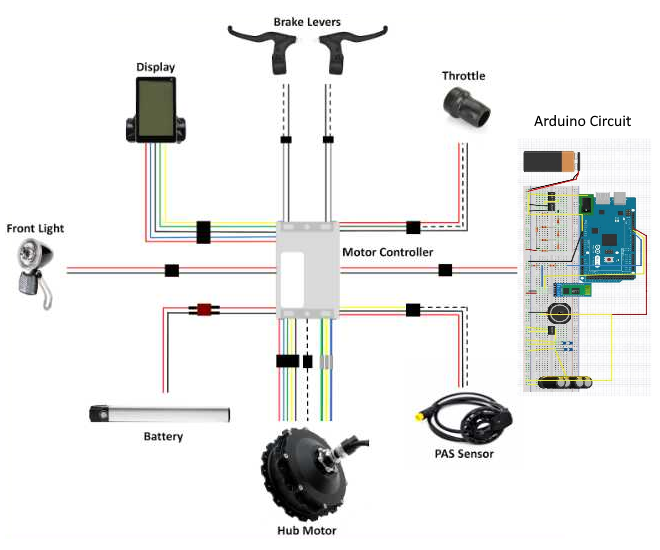 Brake Levers
Display
Throttle
Arduino Circuit
Front Light
Motor Controller
Battery
PAS Sensor
Hub Motor